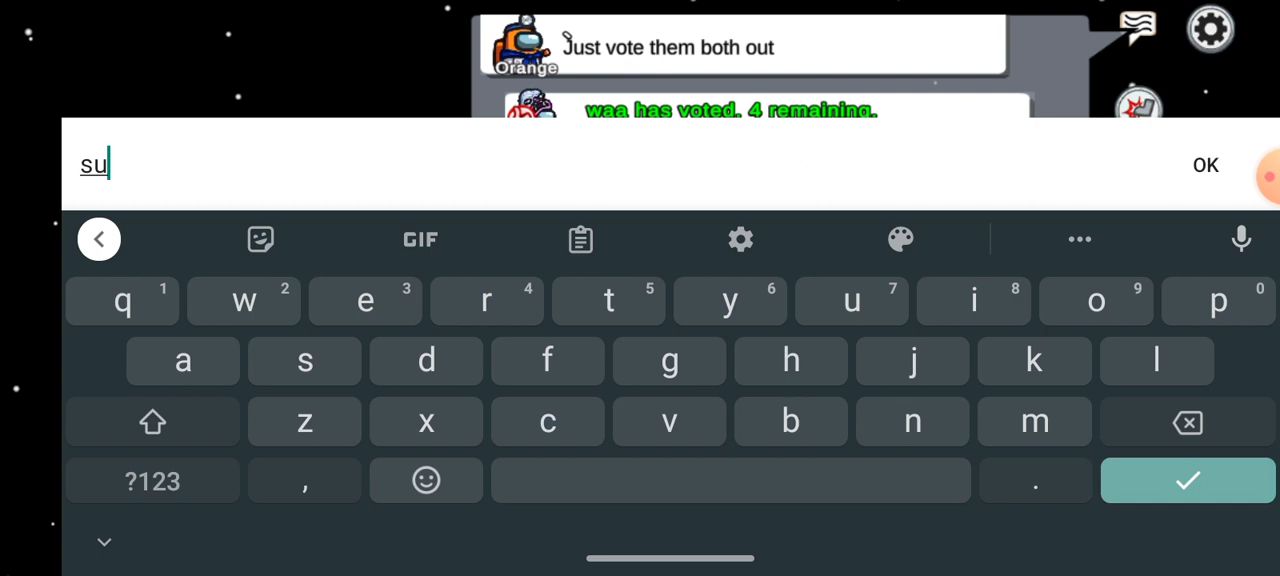 Just vote them both out
Orange
waa has voted. 4 remaining.
su
OK
GIF
q 1 w 2 e 3 r 4 t 5 y 6 u 7 i 8 o 9 p 0
a s d f g h j k l
z x c v b n m
?123 , .